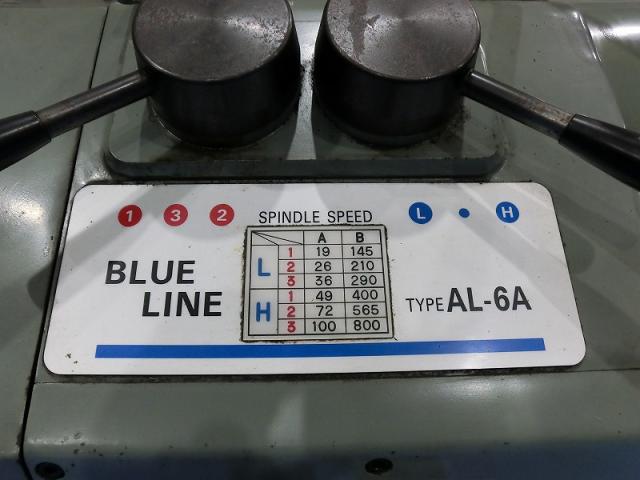 1 3 2 SPINDLE SPEED L • H
A B
L 1 19 145
2 26 210
3 36 290
H 1 49 400
2 72 565
3 100 800
BLUE
LINE
TYPE AL-6A